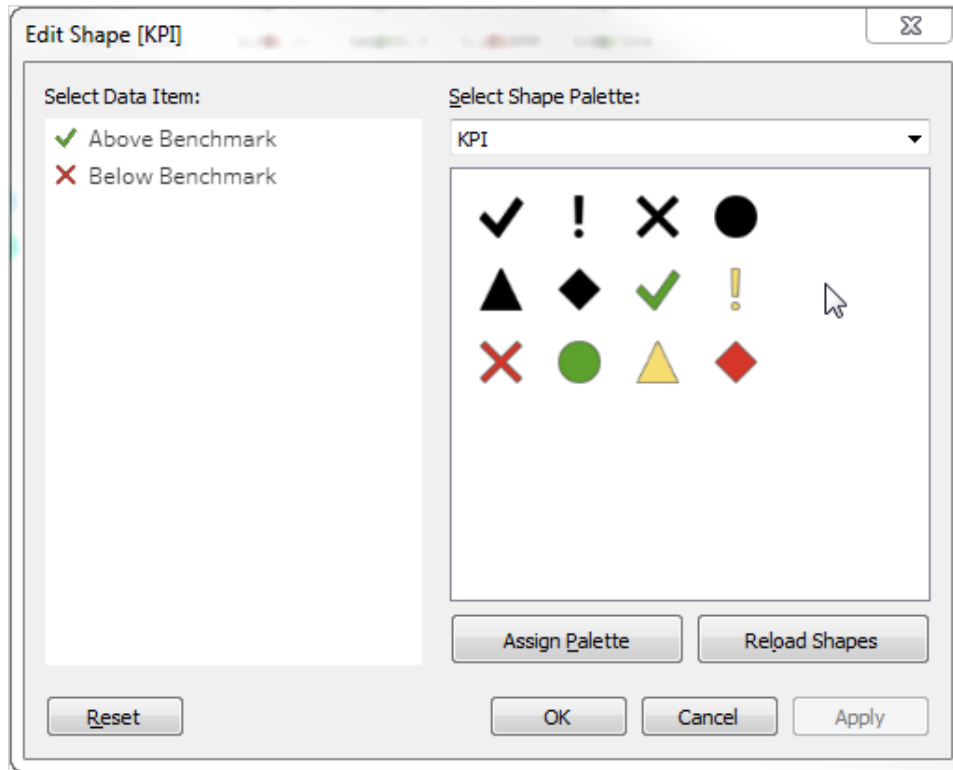 Edit Shape [KPI]
Select Data Item:
Above Benchmark
Below Benchmark
Select Shape Palette:
KPI
Assign Palette
Reload Shapes
Reset
OK
Cancel
Apply